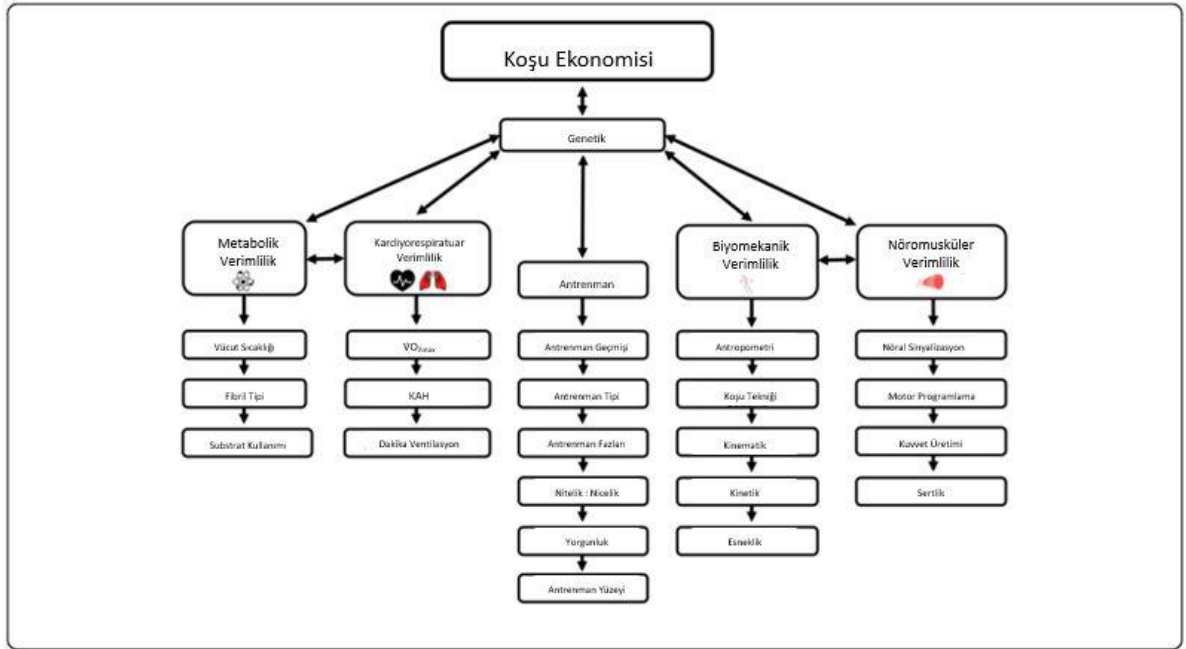 Koşu Ekonomisi
Genetik
Metabolik
Verimlilik
Kardiyorespiratuar
Verimlilik
Antrenman
Biyomekanik
Verimlilik
Nöromusküler
Verimlilik
Vücut Sıcaklığı
Fibril Tipi
Substrat Kullanımı
V̇O₂max
KAH
Dakika Ventilasyon
Antrenman Geçmişi
Antrenman Tipi
Antrenman Fazları
Nitelik : Nicelik
Yorgunluk
Antrenman Yüzeyi
Antropometri
Koşu Tekniği
Kinematik
Kinetik
Esneklik
Nöral Sinyalizasyon
Motor Programlama
Kuvvet Üretimi
Sertlik